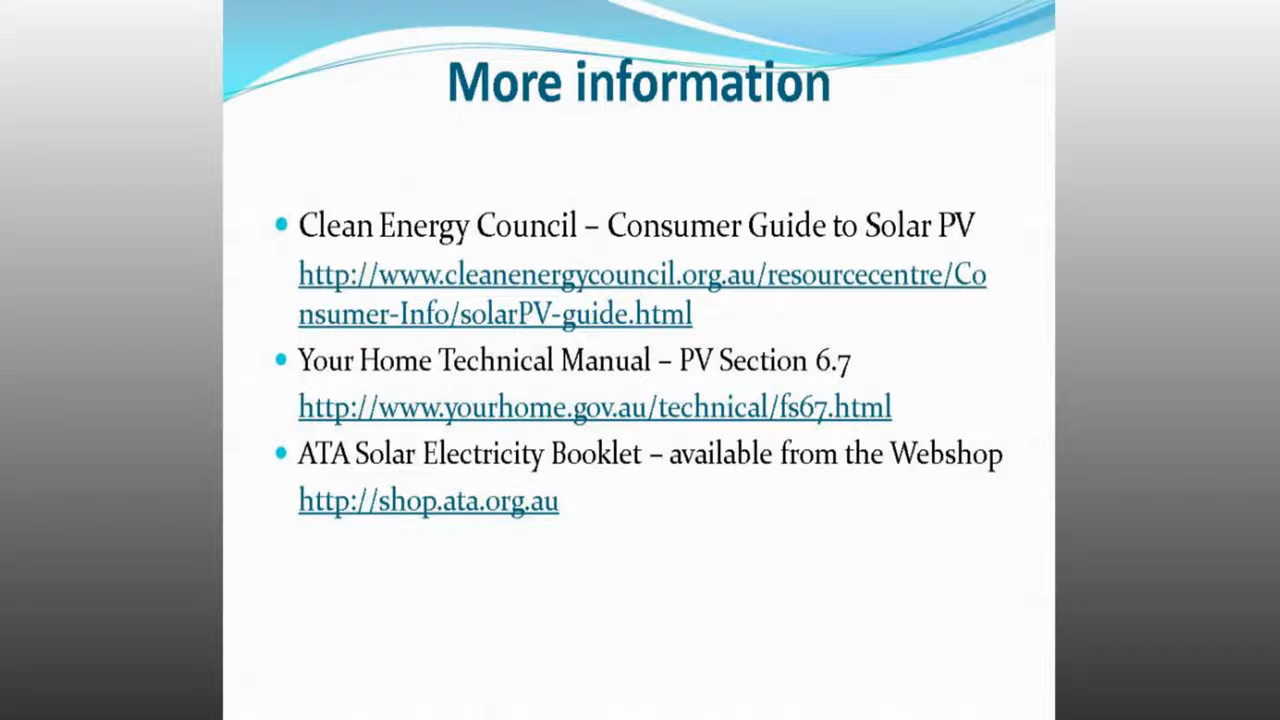 More information
• Clean Energy Council – Consumer Guide to Solar PV
http://www.cleanenergycouncil.org.au/resourcecentre/Co
nsumer-Info/solarPV-guide.html
• Your Home Technical Manual – PV Section 6.7
http://www.yourhome.gov.au/technical/fs67.html
• ATA Solar Electricity Booklet – available from the Webshop
http://shop.ata.org.au